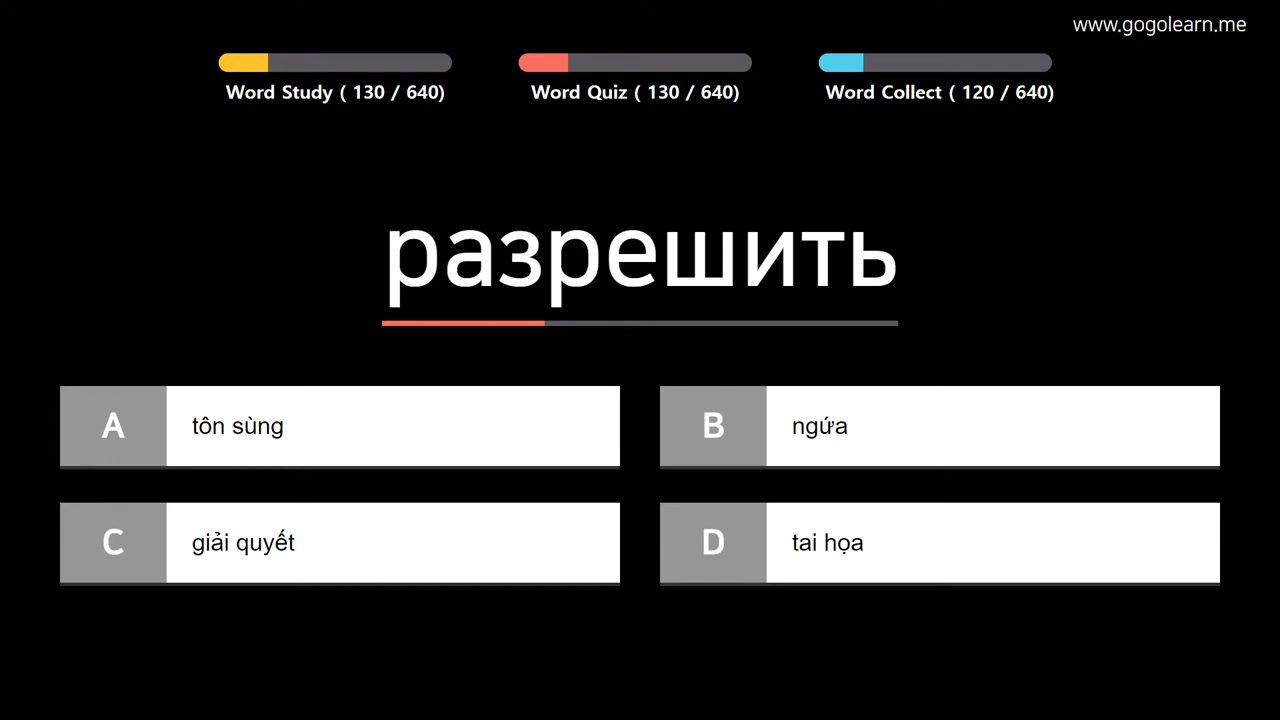 www.gogolearn.me
Word Study ( 130 / 640)
Word Quiz ( 130 / 640)
Word Collect ( 120 / 640)
разрешить
A tôn sùng
B ngứa
C giải quyết
D tai họa